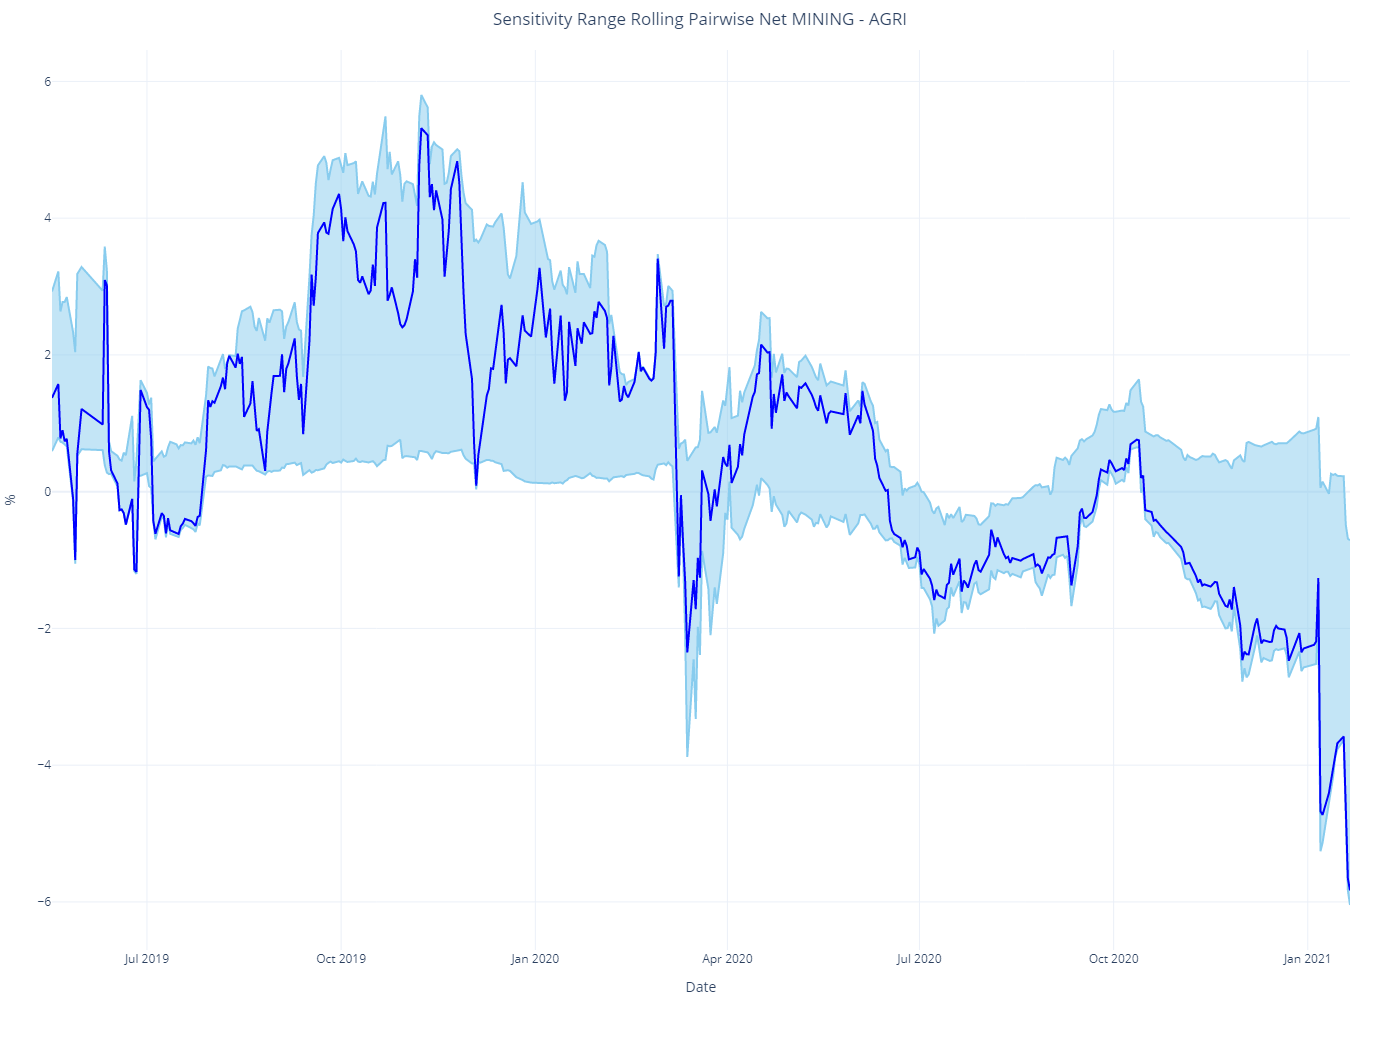 Sensitivity Range Rolling Pairwise Net MINING - AGRI
6
4
2
0
−2
−4
−6
%
Jul 2019
Oct 2019
Jan 2020
Apr 2020
Jul 2020
Oct 2020
Jan 2021
Date